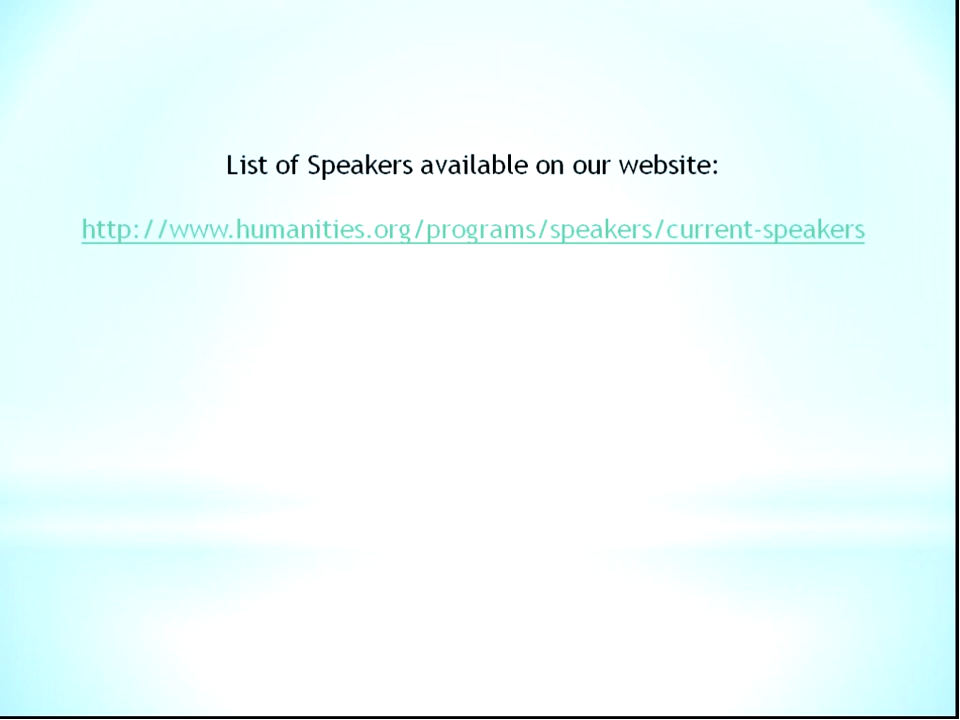 List of Speakers available on our website:
http://www.humanities.org/programs/speakers/current-speakers